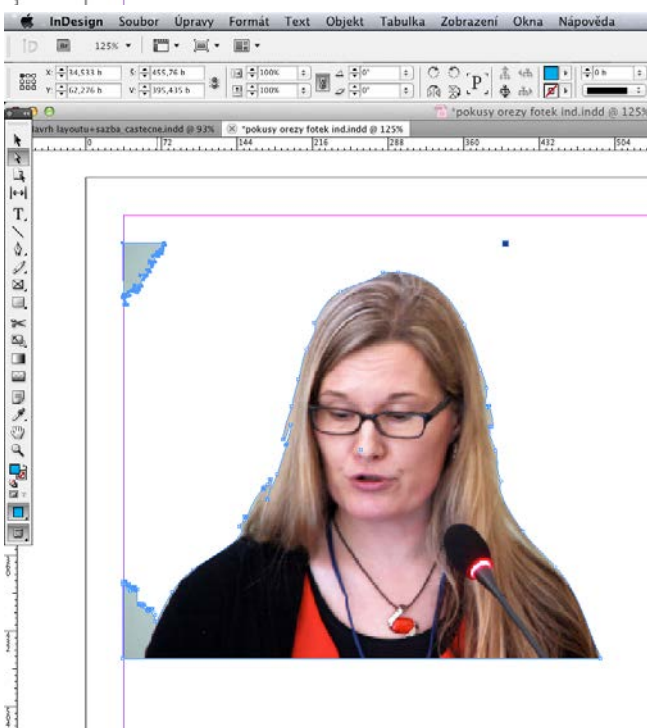 InDesign Soubor Úpravy Formát Text Objekt Tabulka Zobrazení Okna Nápověda
Br 125%
X: 34,533 b Š: 455,76 b 100% 0° P 0 b
Y: 62,276 b V: 395,435 b 100% 0°
*pokusy orezy fotek ind.indd @ 125%
layrh layoutu+sazba_castecne.indd @ 93% *pokusy orezy fotek ind.indd @ 125%
0 72 144 216 288 360 432 504
T